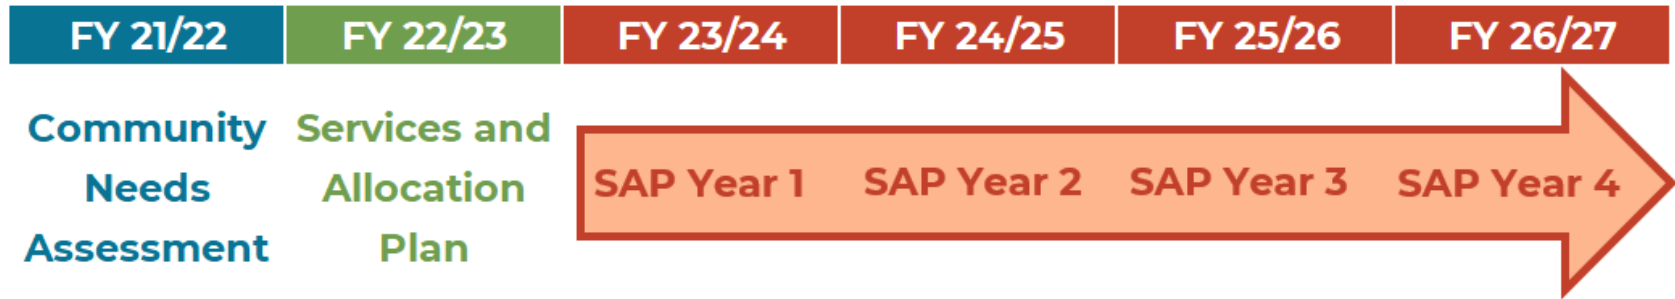 FY 21/22 FY 22/23 FY 23/24 FY 24/25 FY 25/26 FY 26/27
Community
Needs
Assessment
Services and
Allocation
Plan
SAP Year 1 SAP Year 2 SAP Year 3 SAP Year 4